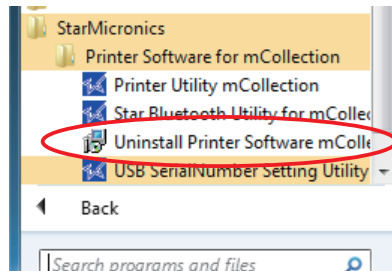 StarMicronics
Printer Software for mCollection
Printer Utility mCollection
Star Bluetooth Utility for mCollec
Uninstall Printer Software mColle
USB SerialNumber Setting Utility
Back
Search programs and files